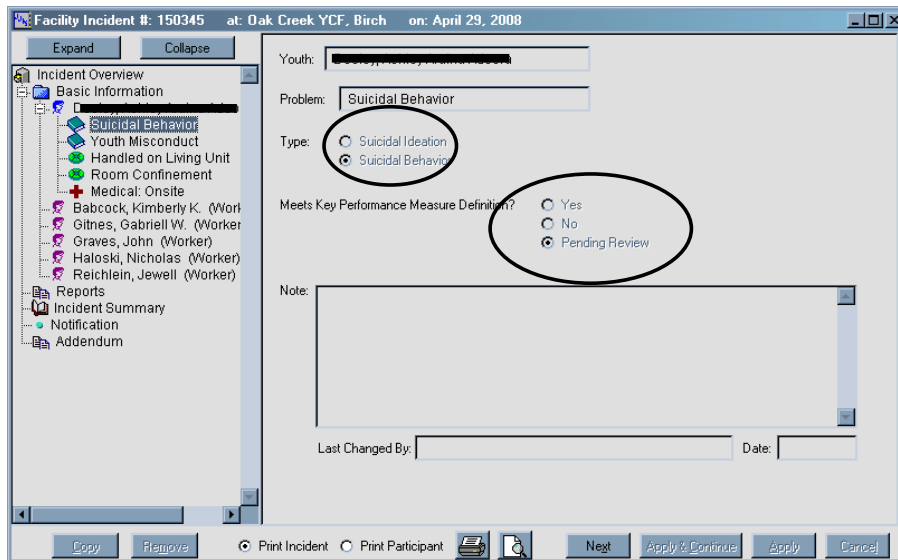 Facility Incident #: 150345 at: Oak Creek YCF, Birch on: April 29, 2008
Expand Collapse
Incident Overview
Basic Information
Suicidal Behavior
Youth Misconduct
Handled on Living Unit
Room Confinement
Medical: Onsite
Babcock, Kimberly K. (Work
Gitnes, Gabriell W. (Worker
Graves, John (Worker)
Haloski, Nicholas (Worker)
Reichlein, Jewell (Worker)
Reports
Incident Summary
Notification
Addendum
Youth:
Problem: Suicidal Behavior
Type: Suicidal Ideation
Suicidal Behavior
Meets Key Performance Measure Definition? Yes
No
Pending Review
Note:
Last Changed By: Date:
Copy Remove Print Incident Print Participant Next Apply & Continue Apply Cancel